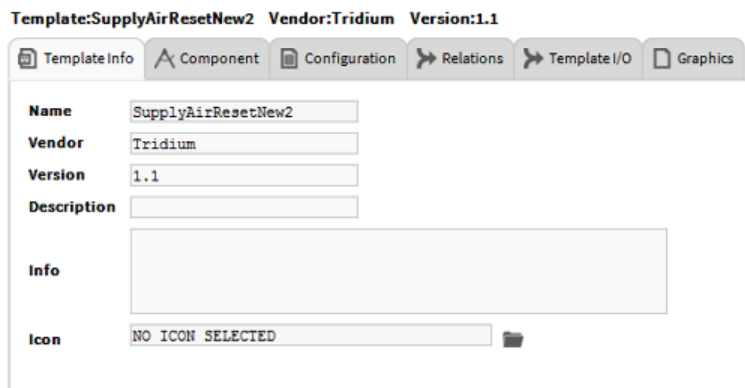 Template:SupplyAirResetNew2 Vendor:Tridium Version:1.1
Template Info Component Configuration Relations Template I/O Graphics
Name SupplyAirResetNew2
Vendor Tridium
Version 1.1
Description
Info
Icon NO ICON SELECTED